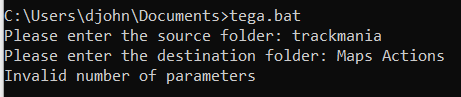 C:\Users\djohn\Documents>tega.bat
Please enter the source folder: trackmania
Please enter the destination folder: Maps Actions
Invalid number of parameters